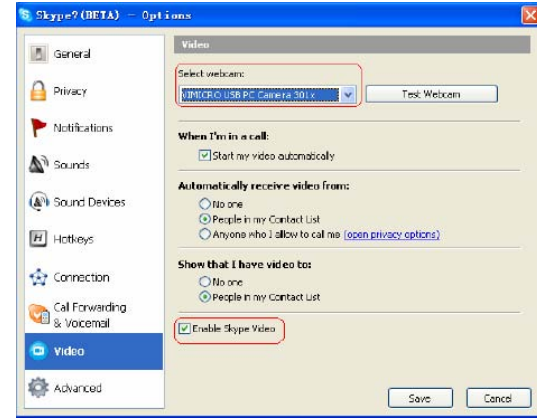 Skype?(BETA) - Options
General
Privacy
Notifications
Sounds
Sound Devices
Hotkeys
Connection
Call Forwarding
& Voicemail
Video
Advanced
Video
Select webcam:
VIMICRO USB PC Camera 301x
Test Webcam
When I'm in a call:
Start my video automatically
Automatically receive video from:
No one
People in my Contact List
Anyone who I allow to call me (open privacy options)
Show that I have video to:
No one
People in my Contact List
Enable Skype Video
Save
Cancel